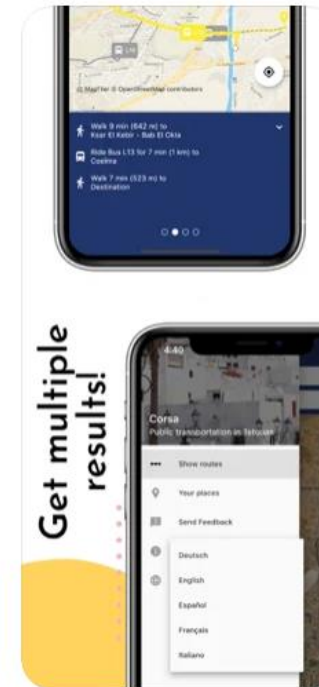 L13
© MapTiler © OpenStreetMap contributors
Walk 9 min (642 m) to
Ksar El Kebir - Bab El Okla
Ride Bus L13 for 7 min (1 km) to
Coelma
Walk 7 min (523 m) to
Destination
Get multiple
results!
4:40
Corsa
Public transportation in Tetouan
Show routes
Your places
Send Feedback
Deutsch
English
Español
Français
Italiano